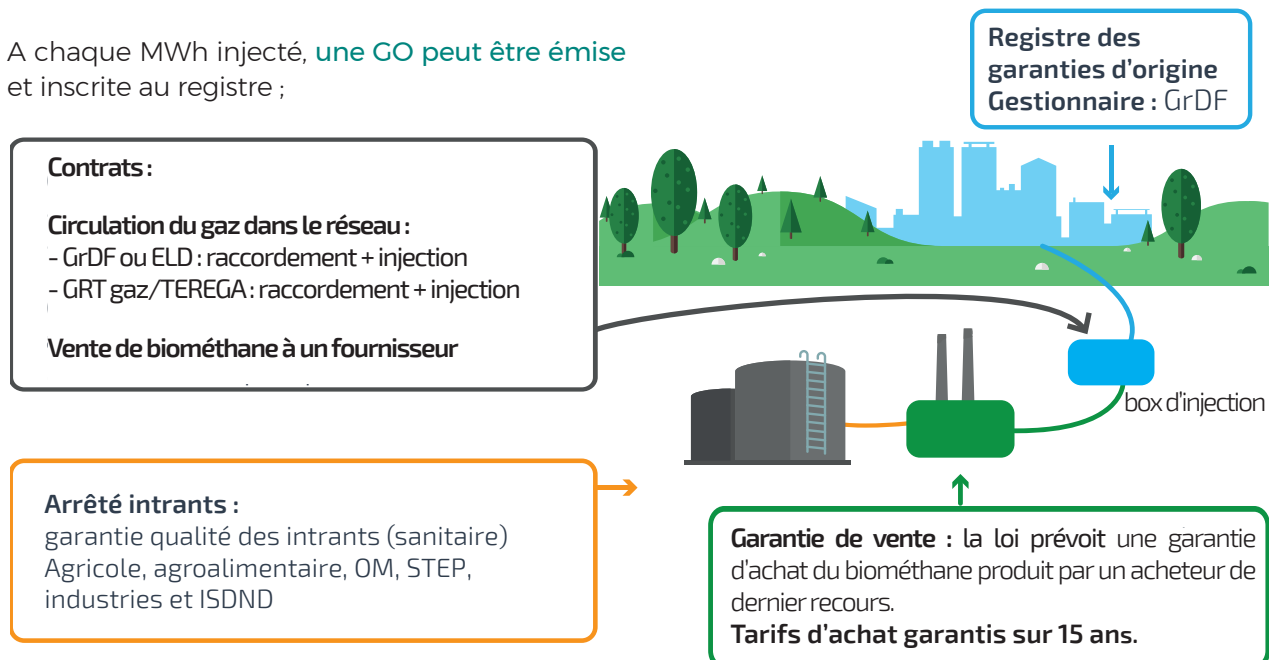 A chaque MWh injecté, une GO peut être émise
et inscrite au registre ;
Registre des
garanties d'origine
Gestionnaire : GrDF
Contrats :
Circulation du gaz dans le réseau :
- GrDF ou ELD : raccordement + injection
- GRT gaz/TEREGA : raccordement + injection
Vente de biométhane à un fournisseur
box d'injection
Arrêté intrants :
garantie qualité des intrants (sanitaire)
Agricole, agroalimentaire, OM, STEP,
industries et ISDND
Garantie de vente : la loi prévoit une garantie
d'achat du biométhane produit par un acheteur de
dernier recours.
Tarifs d'achat garantis sur 15 ans.